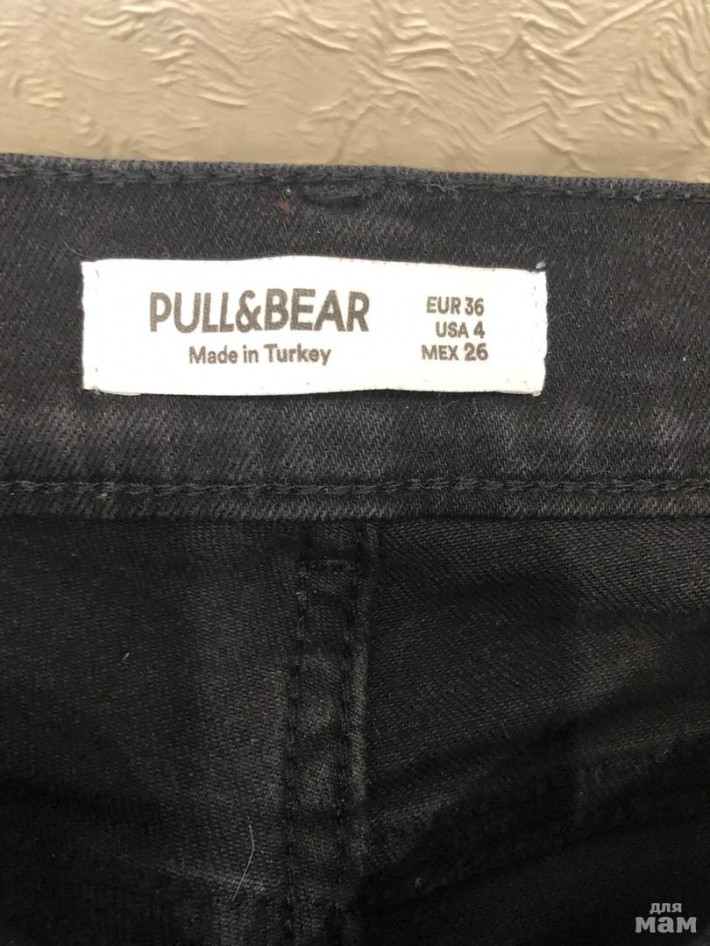 PULL&BEAR
Made in Turkey
EUR 36
USA 4
MEX 26
для
мам